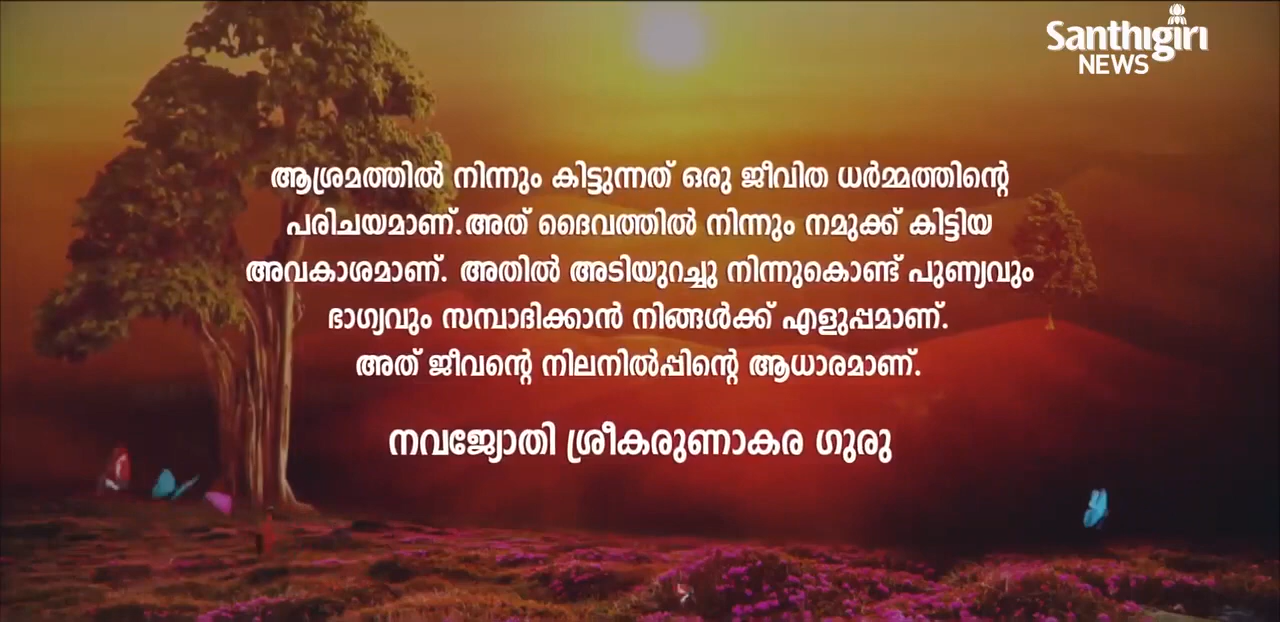 Santhigiri
NEWS
ആശ്രമത്തിൽ നിന്നും കിട്ടുന്നത് ഒരു ജീവിത ധർമ്മത്തിന്റെ
പരിചയമാണ്.അത് ദൈവത്തിൽ നിന്നും നമുക്ക് കിട്ടിയ
അവകാശമാണ്. അതിൽ അടിയുറച്ചു നിന്നുകൊണ്ട് പുണ്യവും
ഭാഗ്യവും സമ്പാദിക്കാൻ നിങ്ങൾക്ക് എളുപ്പമാണ്.
അത് ജീവന്റെ നിലനിൽപ്പിന്റെ ആധാരമാണ്.
നവജ്യോതി ശ്രീകരുണാകര ഗുരു